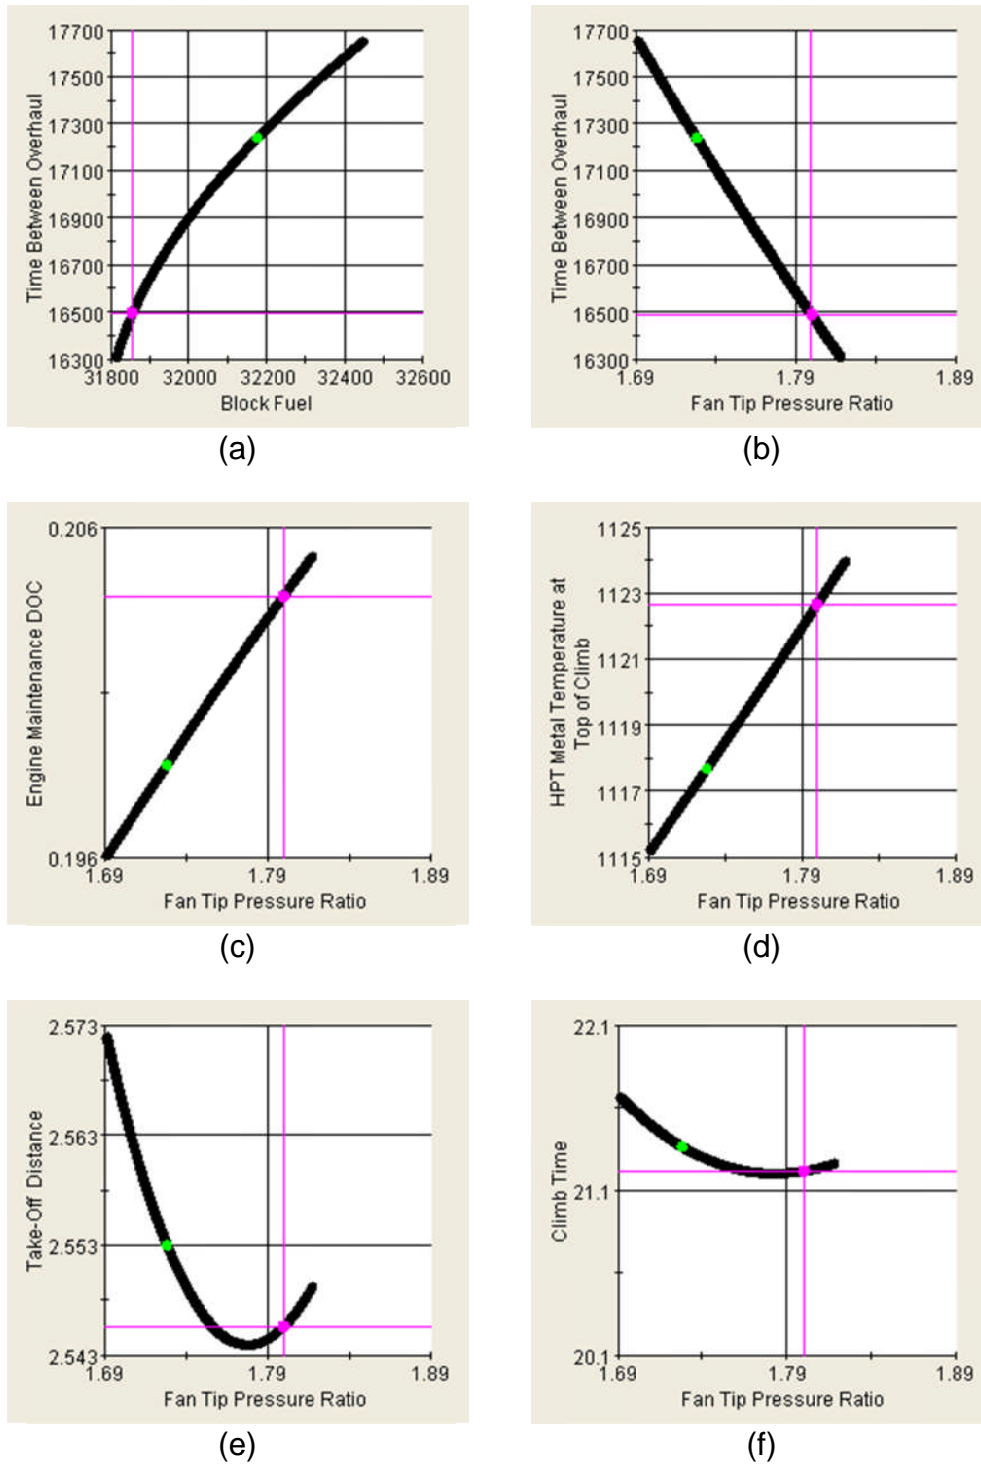 17700
17500
17300
17100
16900
16700
16500
16300
31800 32000 32200 32400 32600
Time Between Overhaul
Block Fuel
(a)
17700
17500
17300
17100
16900
16700
16500
16300
1.69 1.79 1.89
Time Between Overhaul
Fan Tip Pressure Ratio
(b)
0.206
0.196
1.69 1.79 1.89
Engine Maintenance DOC
Fan Tip Pressure Ratio
(c)
1125
1123
1121
1119
1117
1115
1.69 1.79 1.89
HPT Metal Temperature at
Top of Climb
Fan Tip Pressure Ratio
(d)
2.573
2.563
2.553
2.543
1.69 1.79 1.89
Take-Off Distance
Fan Tip Pressure Ratio
(e)
22.1
21.1
20.1
1.69 1.79 1.89
Climb Time
Fan Tip Pressure Ratio
(f)